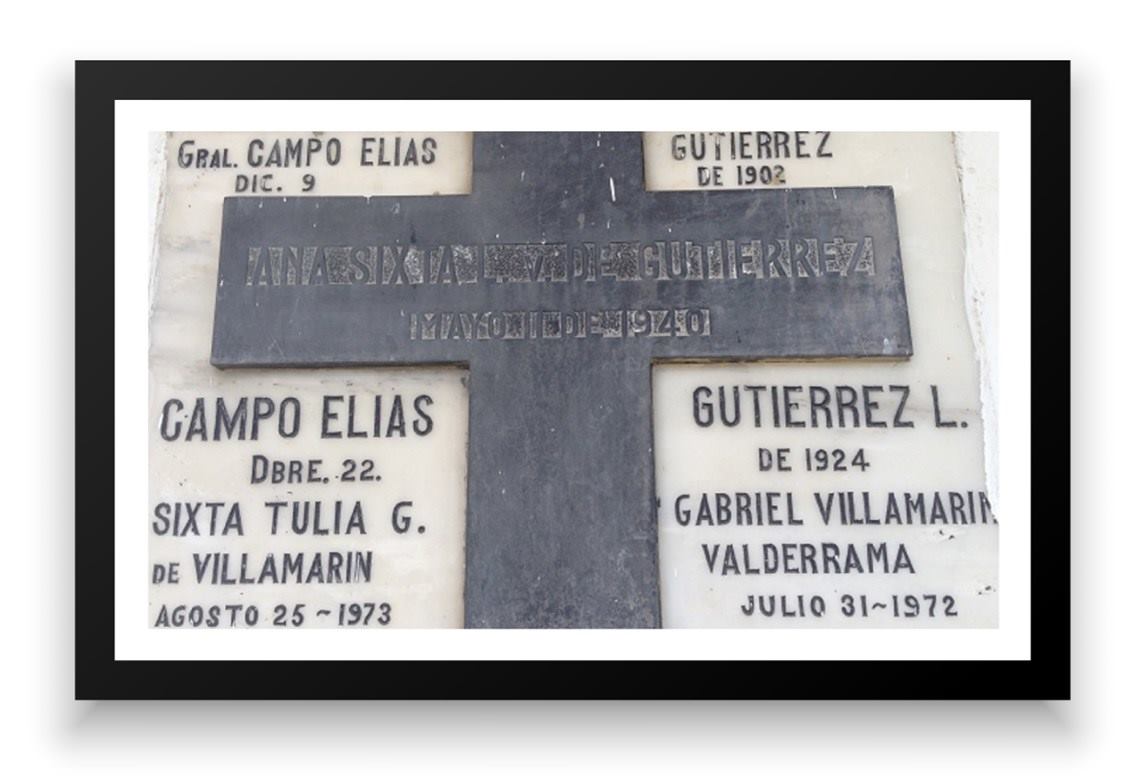 GRAL. CAMPO ELIAS GUTIERREZ
DIC. 9 DE 1902
ANA SIXTA L. V. DE GUTIERREZ
MAYO 11 DE 1940
CAMPO ELIAS GUTIERREZ L.
DBRE. 22. DE 1924
SIXTA TULIA G.
DE VILLAMARIN
AGOSTO 25 ~ 1973
GABRIEL VILLAMARIN
VALDERRAMA
JULIO 31 ~ 1972